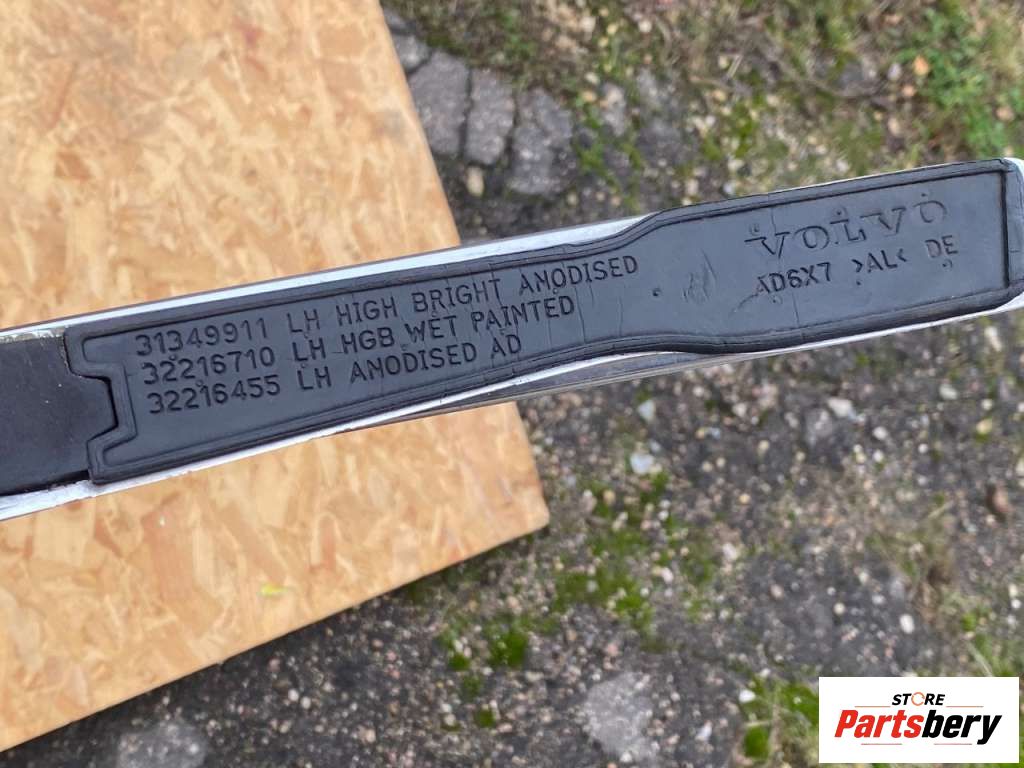 31349911 LH HIGH BRIGHT ANODISED
32216710 LH HGB WET PAINTED
32216455 LH ANODISED AD
VOLVO
AD6X7 >AL< DE
STORE
Partsbery